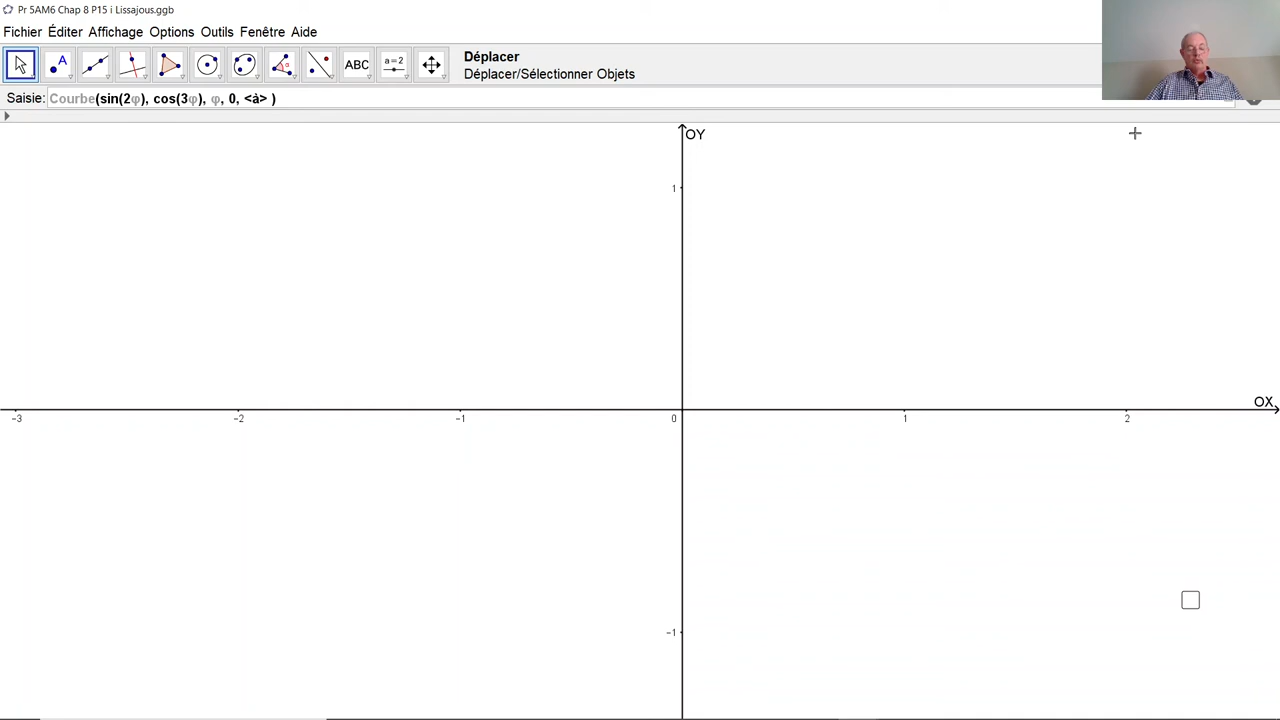 Pr 5AM6 Chap 8 P15 i Lissajous.ggb
Fichier Éditer Affichage Options Outils Fenêtre Aide
A
α
ABC
a=2
Déplacer
Déplacer/Sélectionner Objets
Saisie: Courbe(sin(2φ), cos(3φ), φ, 0, <à> )
OY
1
OX
-3 -2 -1 0 1 2
-1